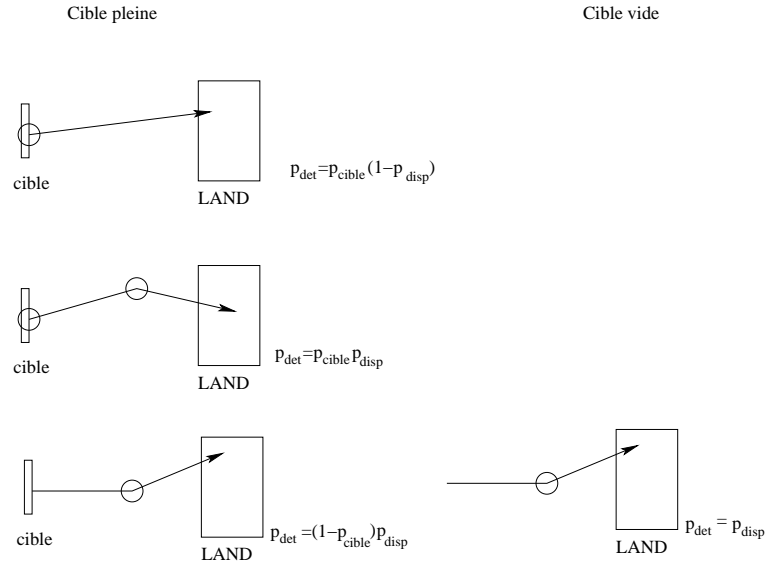 Cible pleine
Cible vide
cible
LAND
p_det=p_cible(1−p_disp)
cible
LAND
p_det=p_cible p_disp
cible
LAND
p_det=(1−p_cible)p_disp
LAND
p_det = p_disp